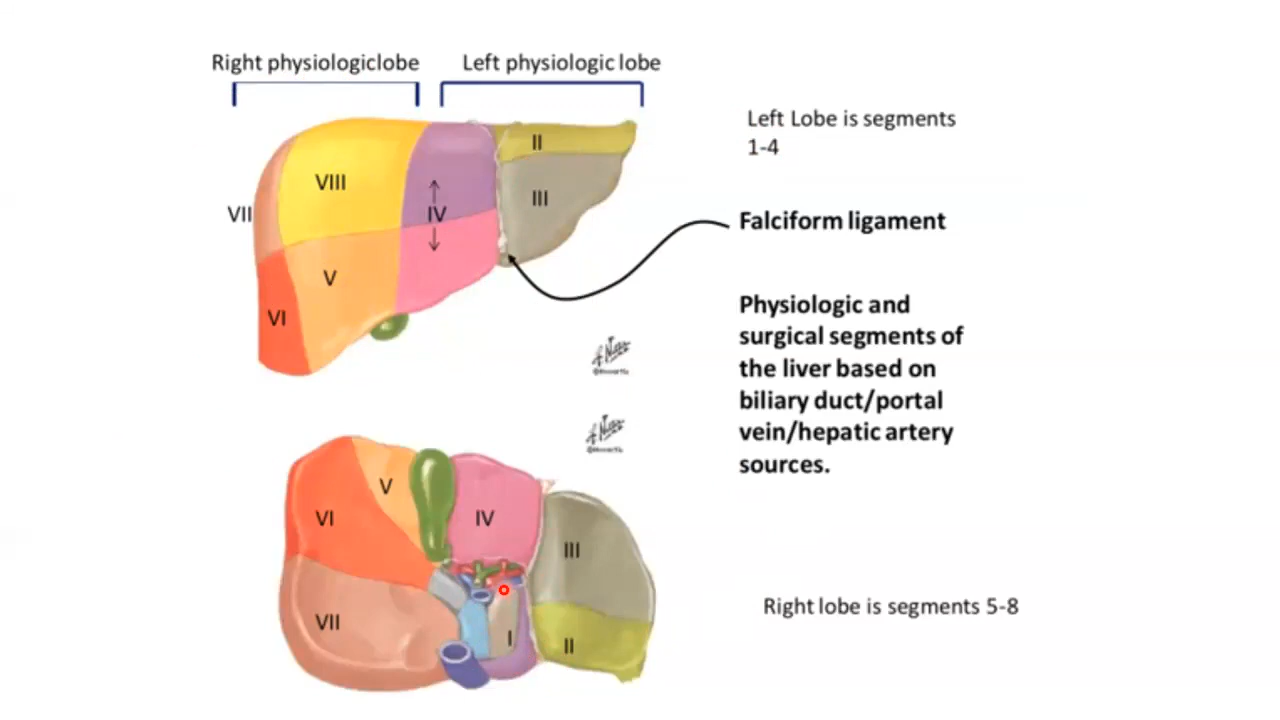 Right physiologiclobe
Left physiologic lobe
Left Lobe is segments
1-4
II
VIII
III
VII
IV
Falciform ligament
V
VI
Physiologic and
surgical segments of
the liver based on
biliary duct/portal
vein/hepatic artery
sources.
V
VI
IV
III
Right lobe is segments 5-8
VII
I
II